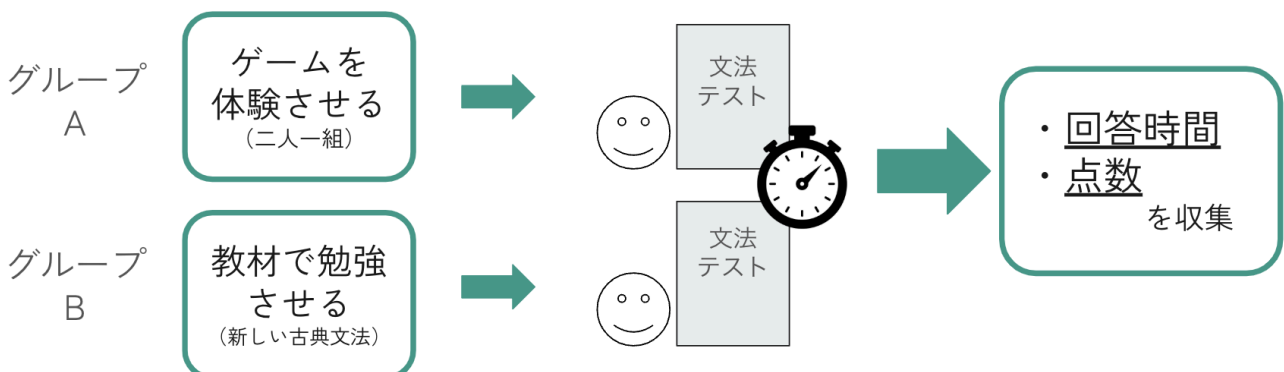 グループ
A
ゲームを
体験させる
（二人一組）
文法
テスト
グループ
B
教材で勉強
させる
（新しい古典文法）
文法
テスト
・回答時間
・点数
を収集